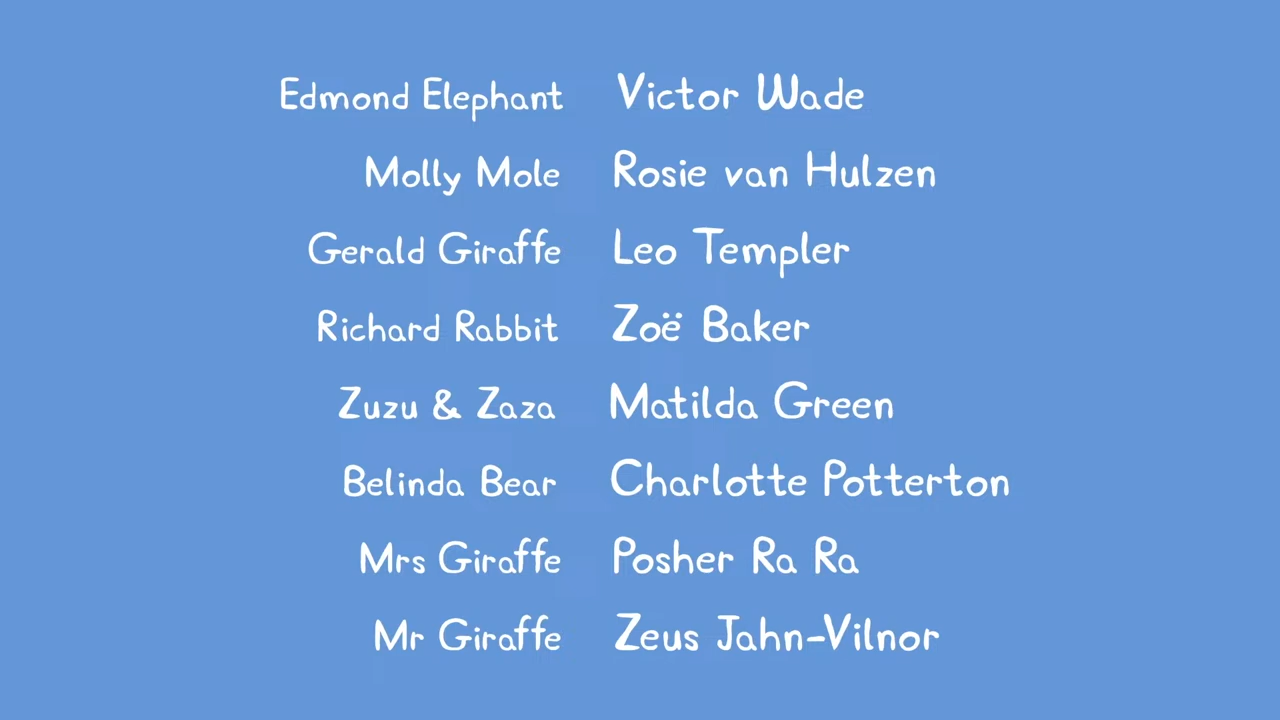 Edmond Elephant Victor Wade
Molly Mole Rosie van Hulzen
Gerald Giraffe Leo Templer
Richard Rabbit Zoë Baker
Zuzu & Zaza Matilda Green
Belinda Bear Charlotte Potterton
Mrs Giraffe Posher Ra Ra
Mr Giraffe Zeus Jahn-Vilnor